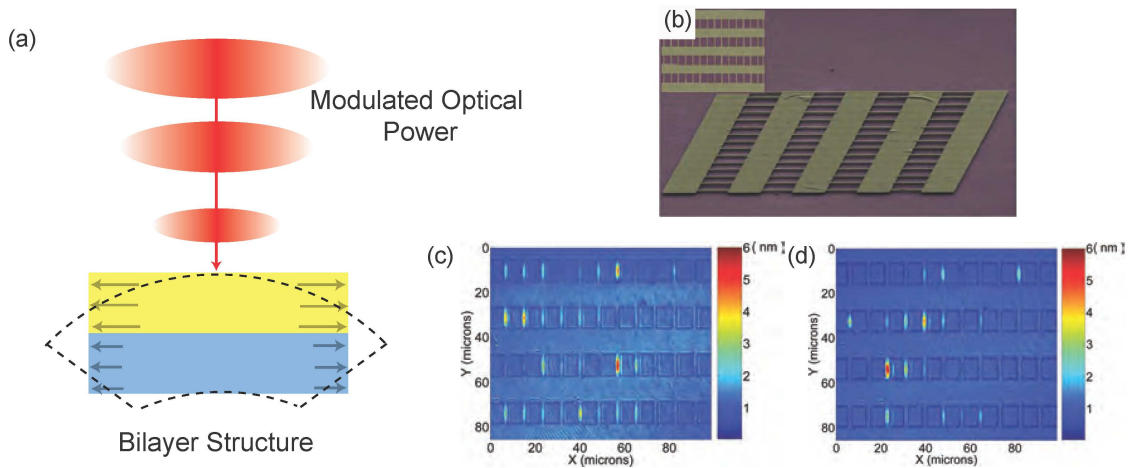 (a)
Modulated Optical
Power
Bilayer Structure
(b)
(c)
0
20
40
60
80
Y (microns)
0 20 40 60 80
X (microns)
6 ( nm )
5
4
3
2
1
(d)
0
20
40
60
80
Y (microns)
0 20 40 60 80
X (microns)
6 ( nm )
5
4
3
2
1